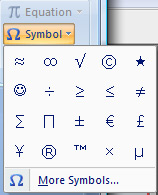 π Equation
Ω Symbol
≈ ∞ √ © ★
☺ ÷ ≥ ≤ ≠
∑ ∏ ± € £
¥ ® ™ × µ
Ω More Symbols...